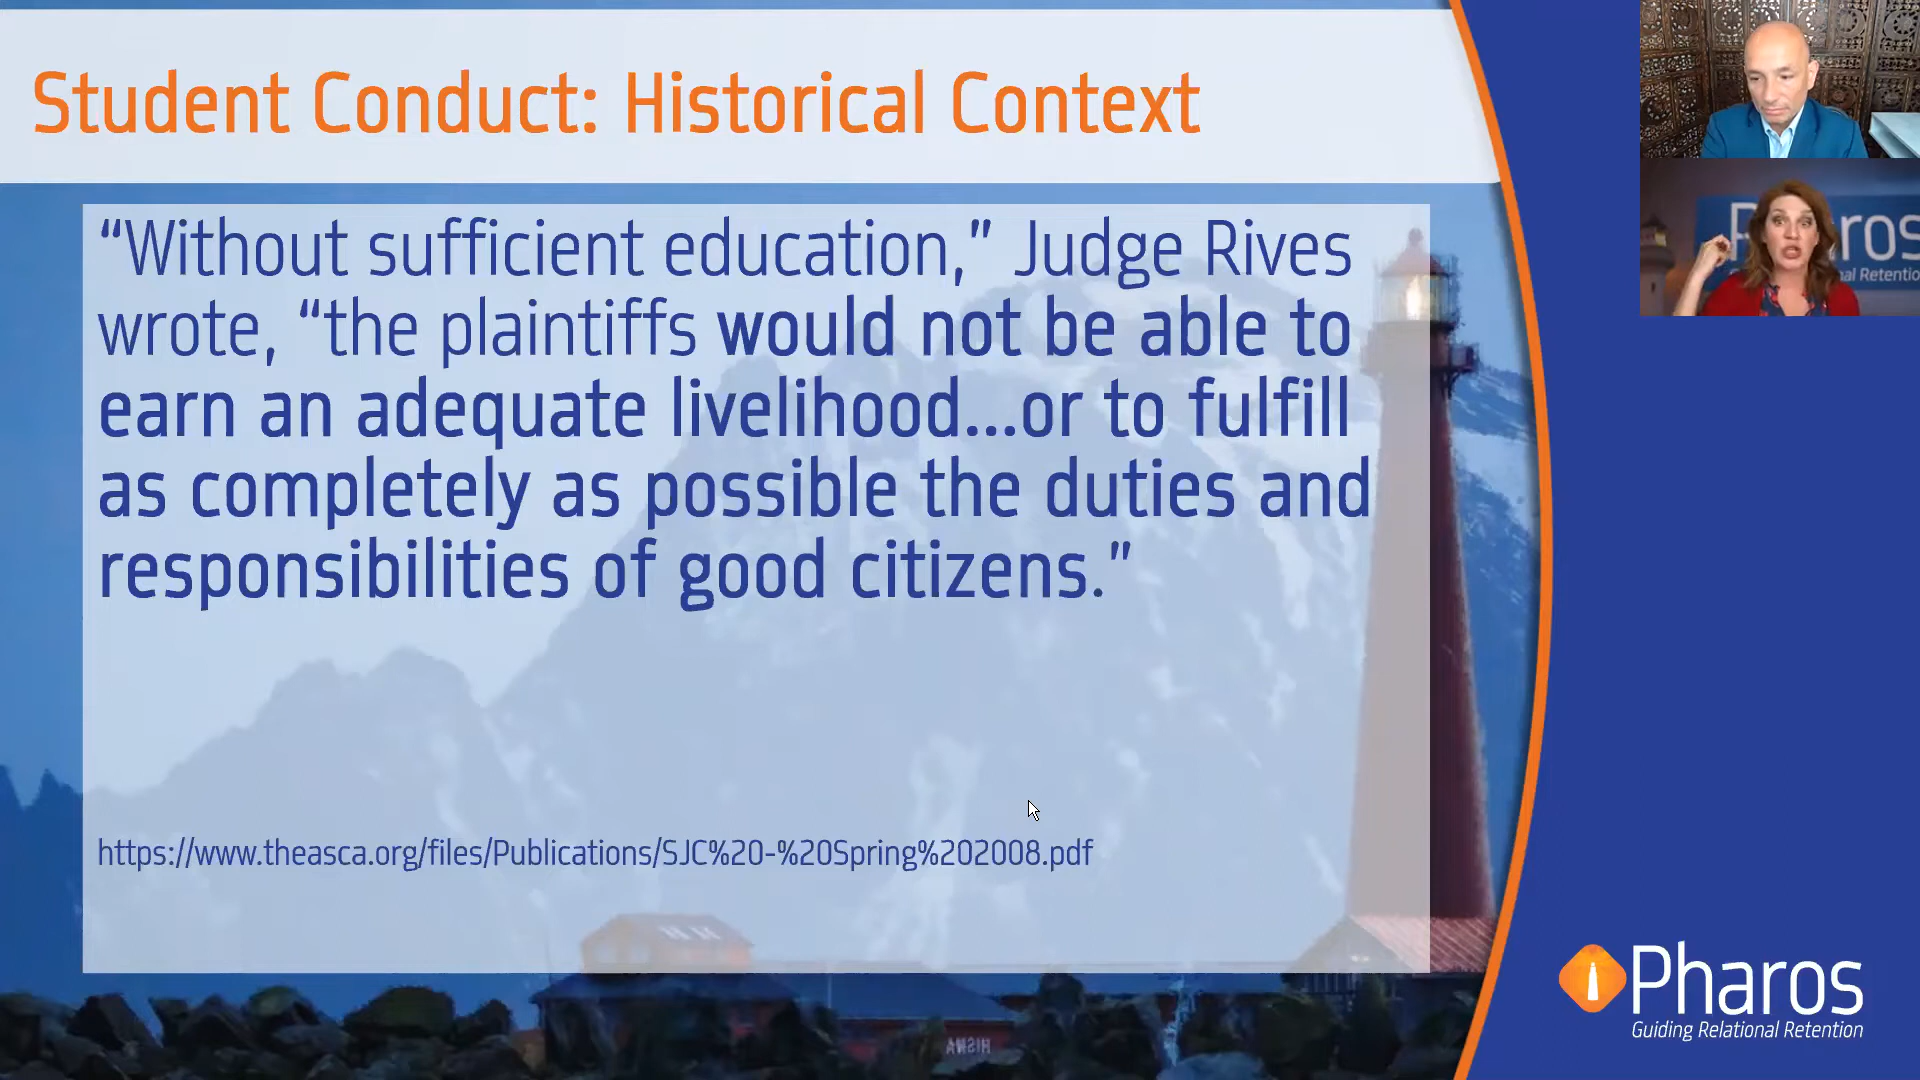 Student Conduct: Historical Context
“Without sufficient education,” Judge Rives
wrote, “the plaintiffs would not be able to
earn an adequate livelihood...or to fulfill
as completely as possible the duties and
responsibilities of good citizens.”
https://www.theasca.org/files/Publications/SJC%20-%20Spring%202008.pdf
Pharos
Guiding Relational Retention